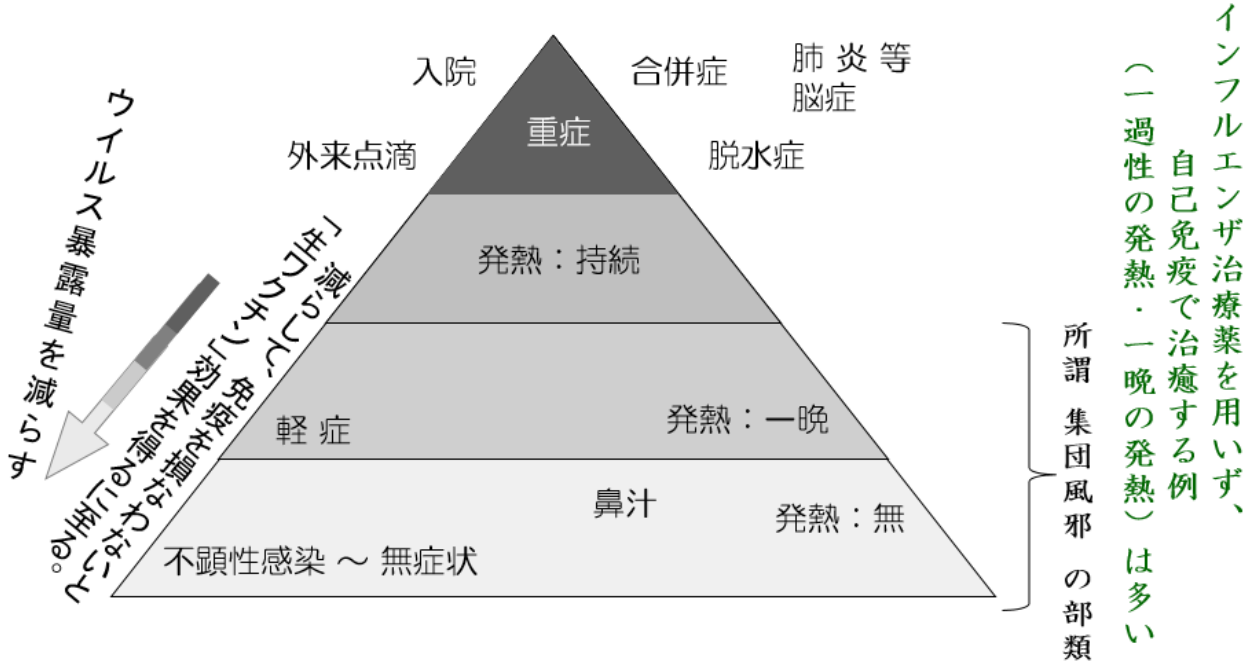 インフルエンザ治療薬を用いず、
自己免疫で治癒する例
（一過性の発熱・一晩の発熱）は多い
入院
合併症
肺 炎 等
脳症
重症
外来点滴
脱水症
発熱：持続
軽 症
発熱：一晩
鼻汁
発熱：無
不顕性感染 ～ 無症状
所謂 集団風邪 の部類
ウイルス暴露量を減らす
減らして、免疫を損なわないと
「生ワクチン」効果を得るに至る。